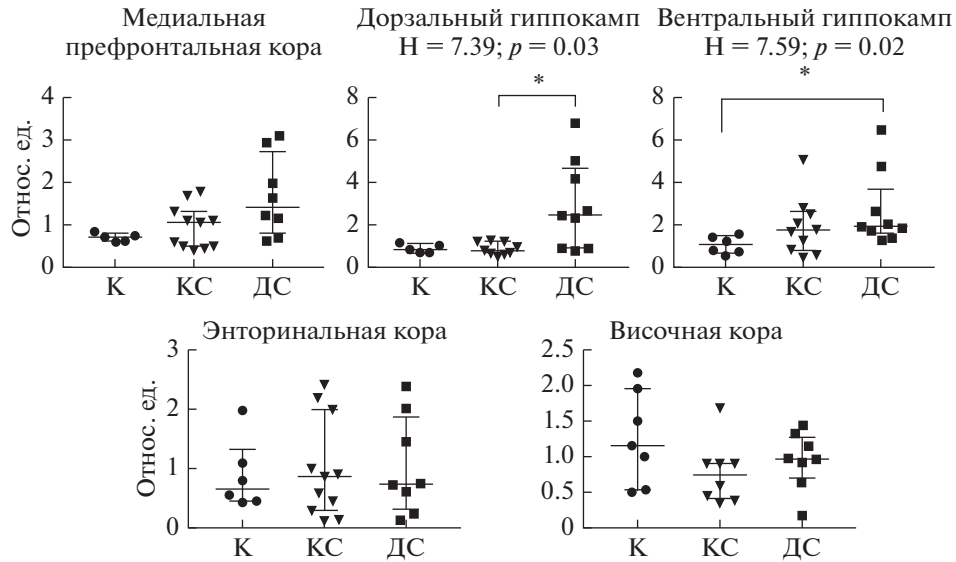 Медиальная
префронтальная кора
Относ. ед.
4
3
2
1
0
К
КС
ДС
Дорзальный гиппокамп
H = 7.39; p = 0.03
*
8
6
4
2
0
К
КС
ДС
Вентральный гиппокамп
H = 7.59; p = 0.02
*
8
6
4
2
0
К
КС
ДС
Энторинальная кора
Относ. ед.
3
2
1
0
К
КС
ДС
Височная кора
2.5
2.0
1.5
1.0
0.5
0
К
КС
ДС